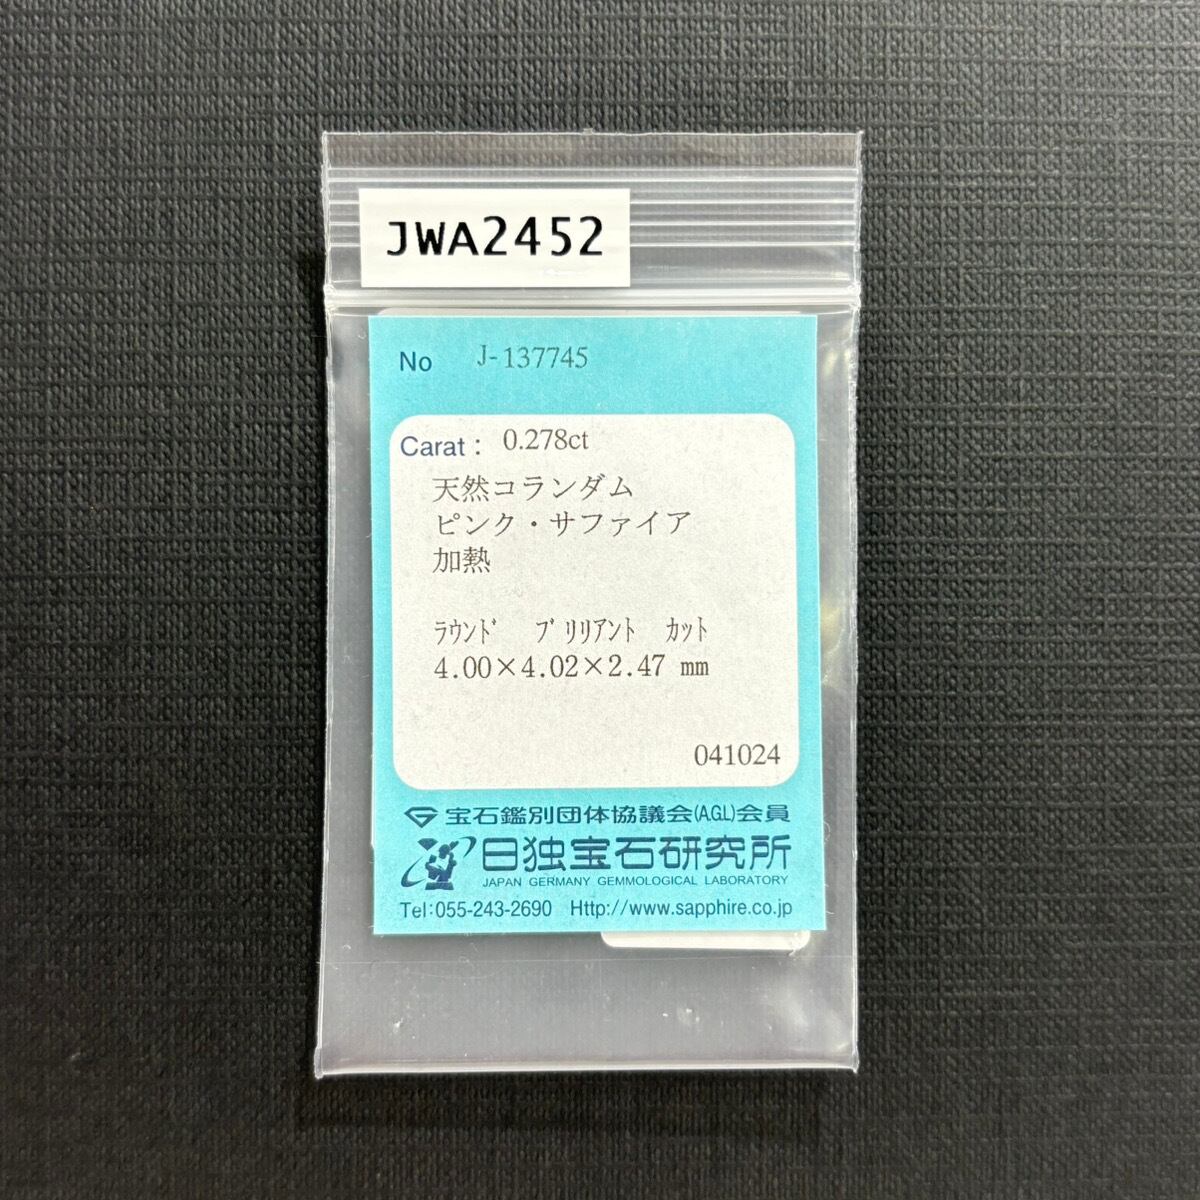 JWA2452
No J-137745
Carat : 0.278ct
天然コランダム
ピンク・サファイア
加熱
ﾗｳﾝﾄﾞ ﾌﾞﾘﾘｱﾝﾄ ｶｯﾄ
4.00×4.02×2.47 mm
041024
宝石鑑別団体協議会(AGL)会員
日独宝石研究所
JAPAN GERMANY GEMMOLOGICAL LABORATORY
Tel:055-243-2690 Http://www.sapphire.co.jp